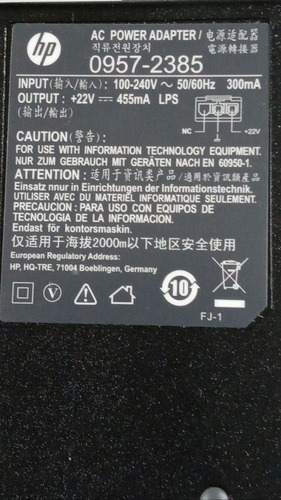 hp
AC POWER ADAPTER / 电源适配器
직류전원장치 電源轉接器
0957-2385
INPUT (输入/輸入) : 100-240V ~ 50/60Hz 300mA
OUTPUT : +22V ⎓ 455mA LPS
(输出/輸出)
NC +22V
CAUTION (警告) :
FOR USE WITH INFORMATION TECHNOLOGY EQUIPMENT.
NUR ZUM GEBRAUCH MIT GERÄTEN NACH EN 60950-1.
ATTENTION : 适用于资讯类产品/適用於資訊類產品
Einsatz nnur in Einrichtungen der Informationstechnik.
UTILISER AVEC DU MATERIEL INFORMATIQUE SEULEMENT.
PARA USO CON EQUIPOS DE
TECNOLOGIA DE LA INFORMACION.
Endast för kontorsmaskin.
仅适用于海拔2000m以下地区安全使用
European Regulatory Address:
HP, HQ-TRE, 71004 Boeblingen, Germany
V
10
FJ-1